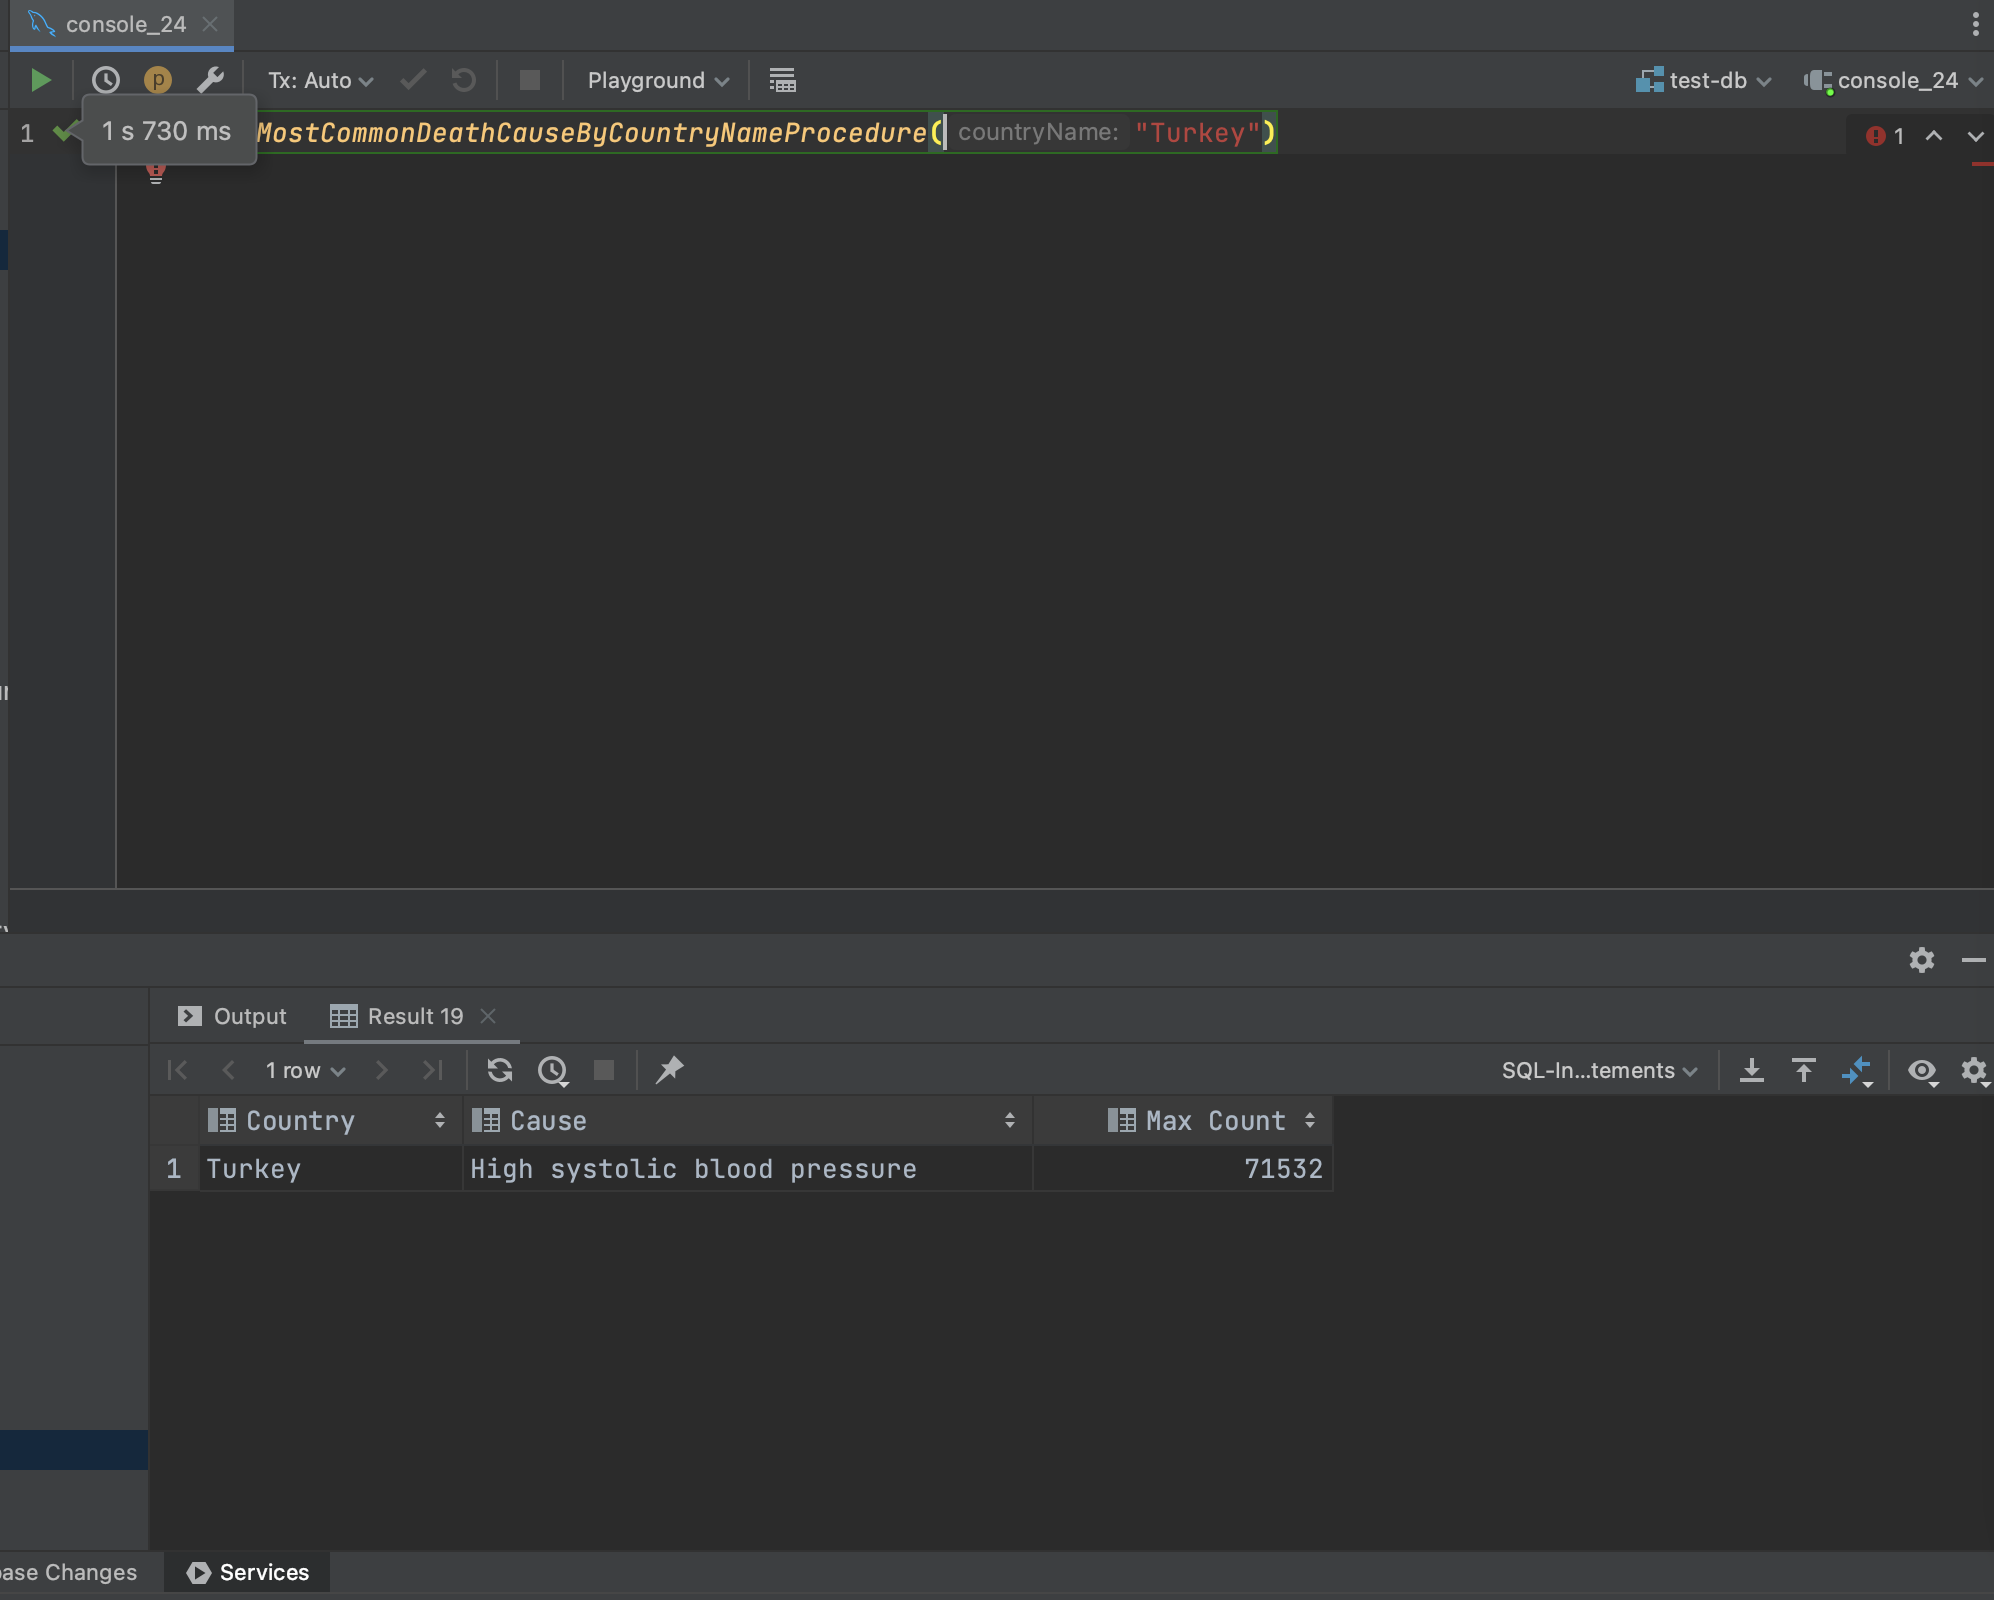 console_24
Tx: Auto Playground test-db console_24
1 1 s 730 ms MostCommonDeathCauseByCountryNameProcedure( countryName: "Turkey") 1
Output Result 19
1 row SQL-In...tements
Country Cause Max Count
1 Turkey High systolic blood pressure 71532
base Changes Services